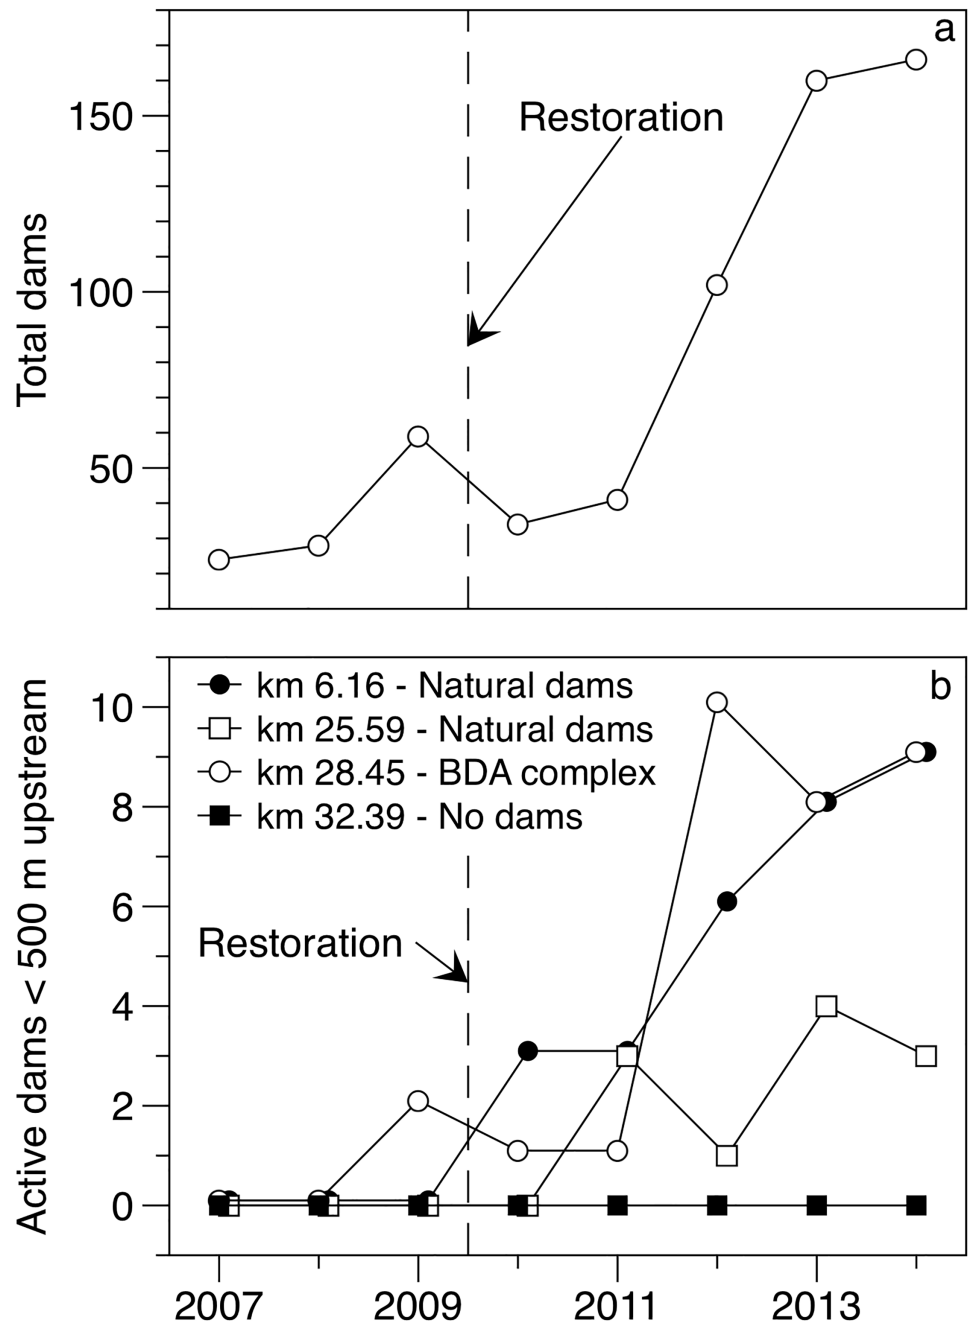 a
150
Restoration
100
50
Total dams
b
km 6.16 - Natural dams
km 25.59 - Natural dams
km 28.45 - BDA complex
km 32.39 - No dams
10
8
6
Restoration
4
2
0
Active dams < 500 m upstream
2007 2009 2011 2013